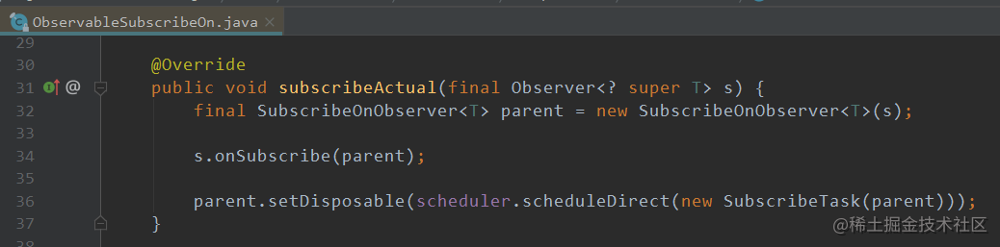 ObservableSubscribeOn.java
29
30 @Override
31 @ public void subscribeActual(final Observer<? super T> s) {
32 final SubscribeOnObserver<T> parent = new SubscribeOnObserver<T>(s);
33
34 s.onSubscribe(parent);
35
36 parent.setDisposable(scheduler.scheduleDirect(new SubscribeTask(parent)));
37 }
38
@稀土掘金技术社区